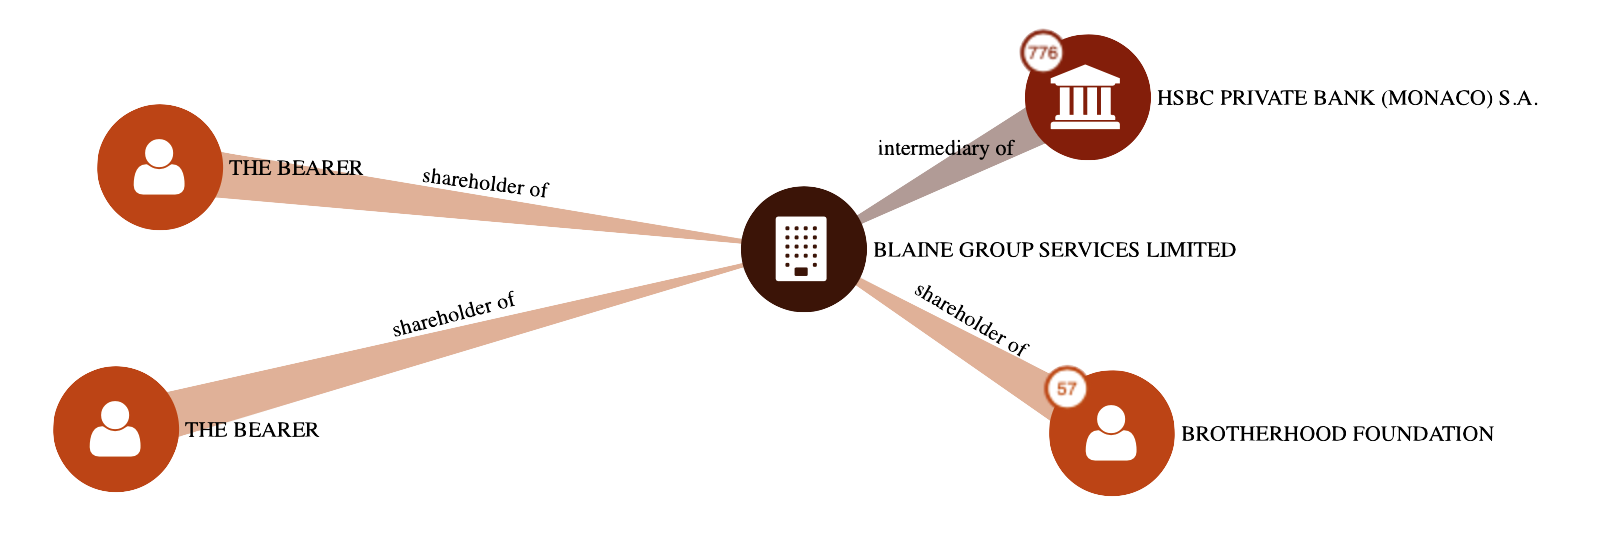 776
HSBC PRIVATE BANK (MONACO) S.A.
intermediary of
THE BEARER
shareholder of
BLAINE GROUP SERVICES LIMITED
shareholder of
shareholder of
57
THE BEARER
BROTHERHOOD FOUNDATION